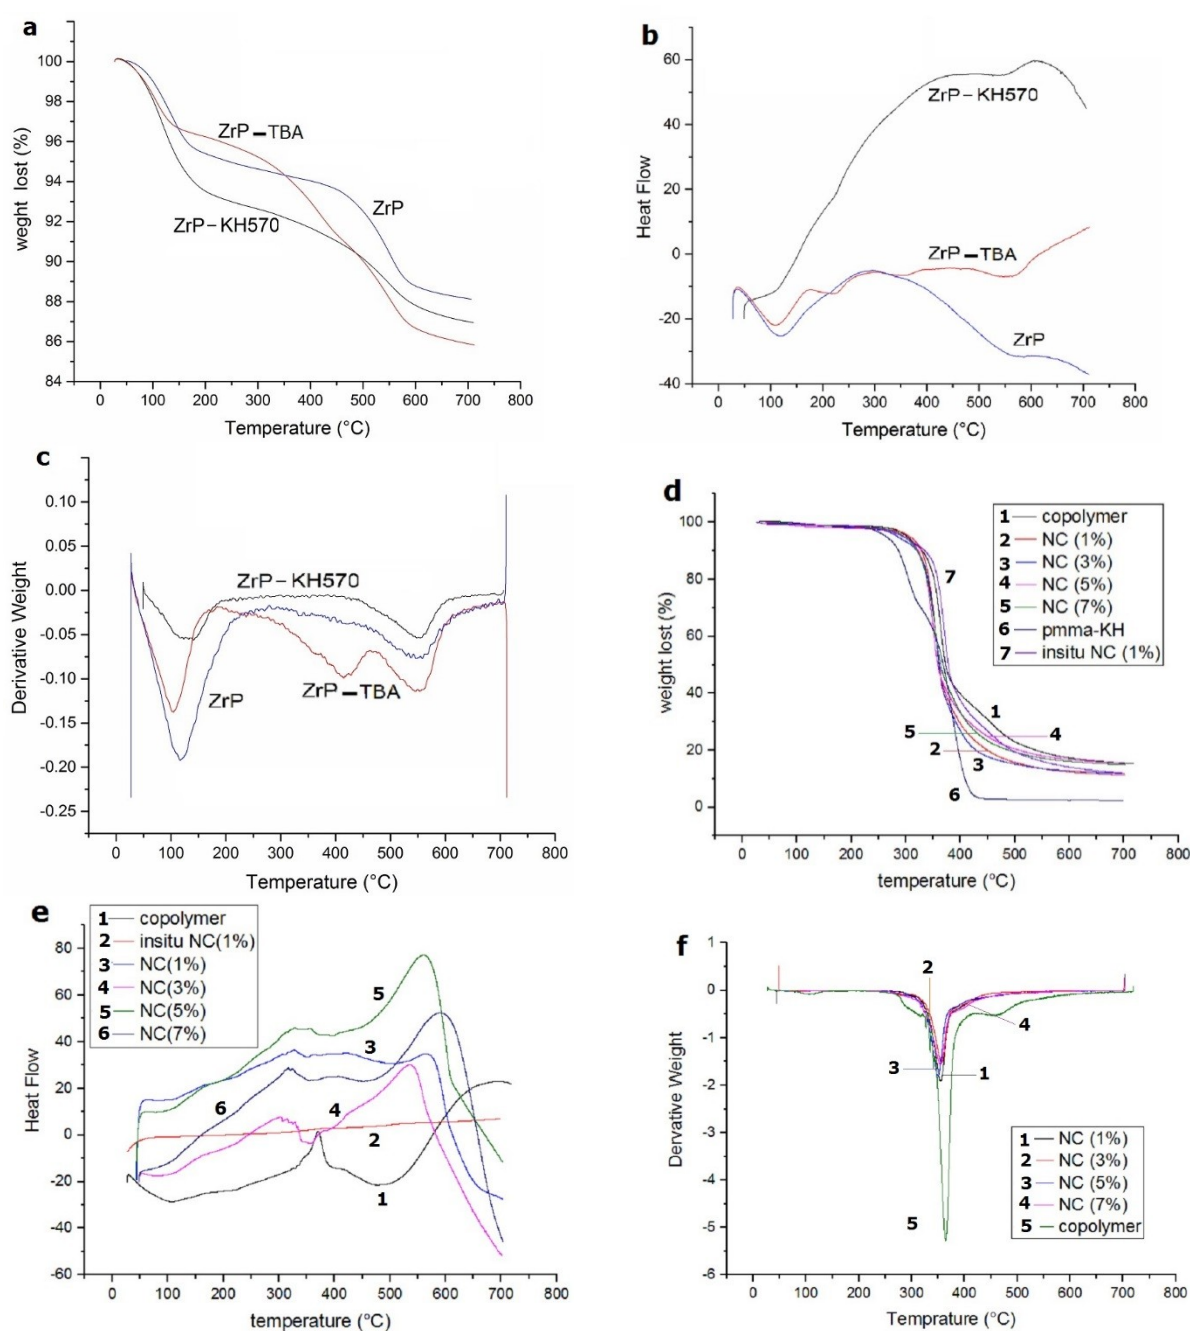 a
100
98
96
94
92
90
88
86
84
weght lost (%)
ZrP－TBA
ZrP
ZrP－KH570
0 100 200 300 400 500 600 700 800
Temperature (°C)
b
60
40
20
0
-20
-40
Heat Flow
ZrP－KH570
ZrP－TBA
ZrP
0 100 200 300 400 500 600 700 800
Temperature (°C)
c
0.10
0.05
0.00
-0.05
-0.10
-0.15
-0.20
-0.25
Derivative Weight
ZrP－KH570
ZrP
ZrP－TBA
0 100 200 300 400 500 600 700 800
Temperature (°C)
d
100
80
60
40
20
0
weight lost (%)
1 copolymer
2 NC (1%)
3 NC (3%)
4 NC (5%)
5 NC (7%)
6 pmma-KH
7 insitu NC (1%)
7
1
5
4
2
3
6
0 100 200 300 400 500 600 700 800
temperature (°C)
e
1 copolymer
2 insitu NC(1%)
3 NC(1%)
4 NC(3%)
5 NC(5%)
6 NC(7%)
80
60
40
20
0
-20
-40
-60
Heat Flow
5
3
6
4
2
1
0 100 200 300 400 500 600 700 800
temperature (°C)
f
1
0
-1
-2
-3
-4
-5
-6
Dervative Weight
2
4
3
1
5
1 NC (1%)
2 NC (3%)
3 NC (5%)
4 NC (7%)
5 copolymer
0 100 200 300 400 500 600 700 800
Temprature (°C)